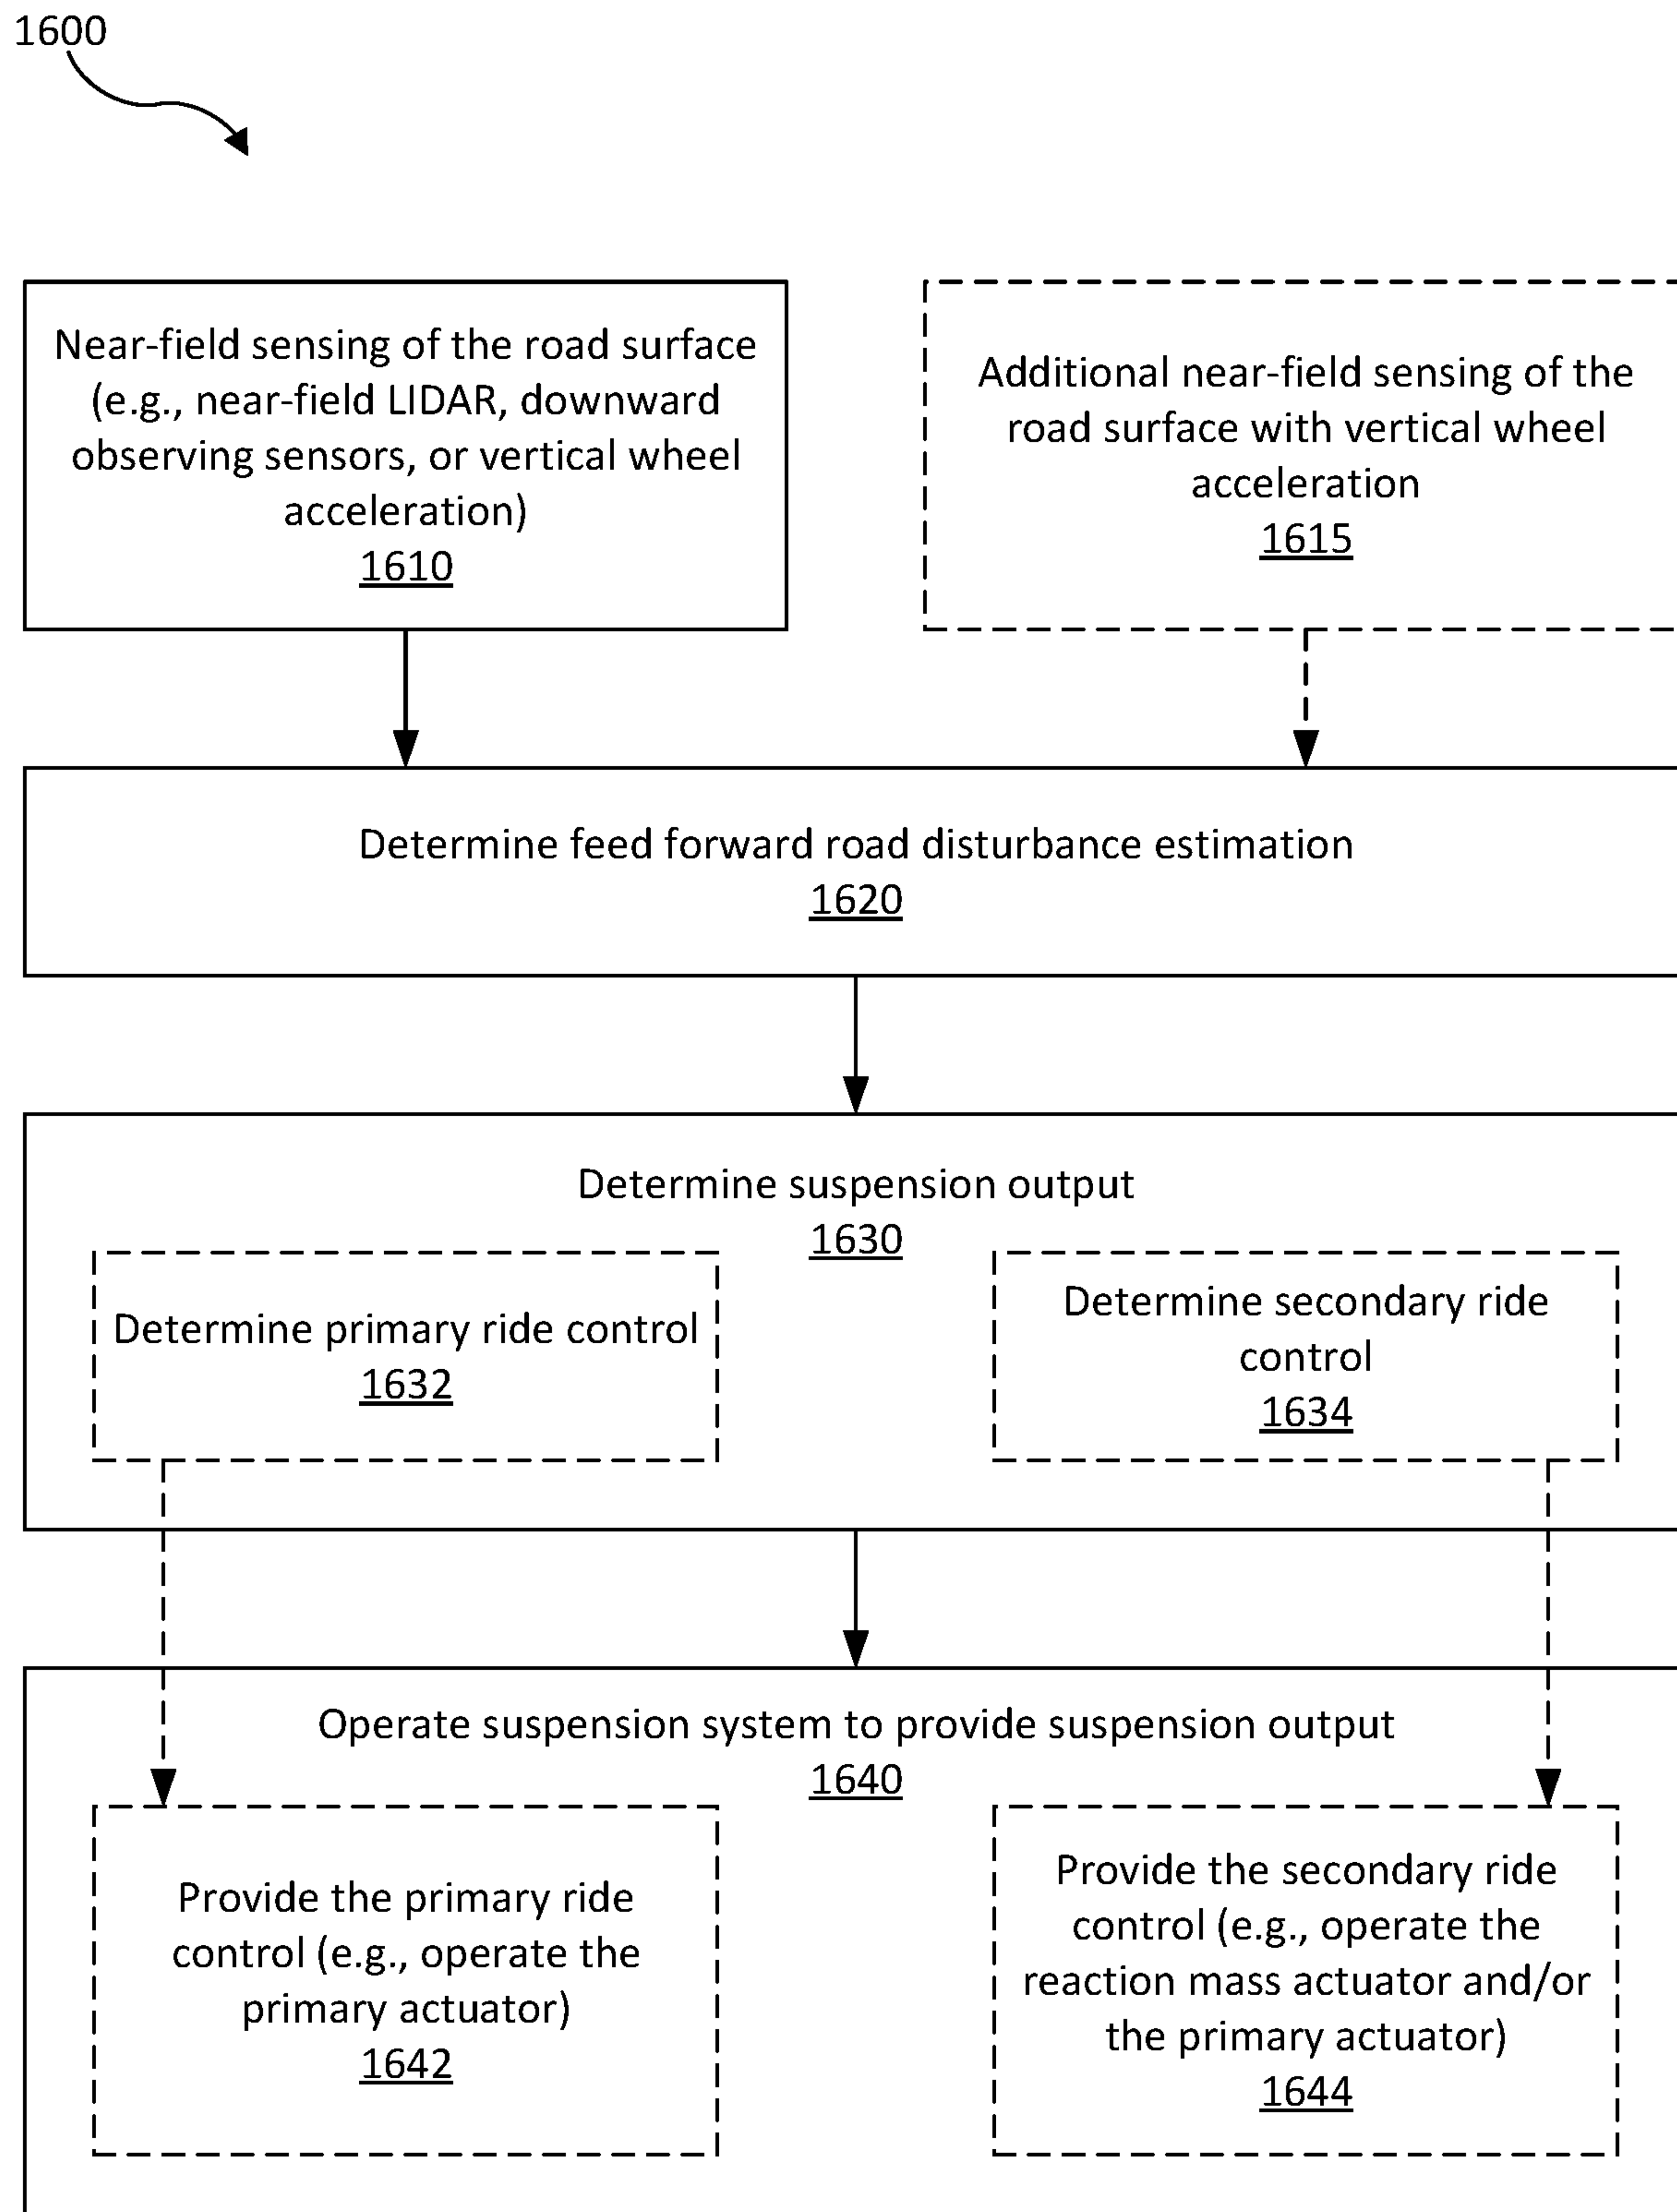 1600
Near-field sensing of the road surface
(e.g., near-field LIDAR, downward
observing sensors, or vertical wheel
acceleration)
1610
Additional near-field sensing of the
road surface with vertical wheel
acceleration
1615
Determine feed forward road disturbance estimation
1620
Determine suspension output
1630
Determine primary ride control
1632
Determine secondary ride
control
1634
Operate suspension system to provide suspension output
1640
Provide the primary ride
control (e.g., operate the
primary actuator)
1642
Provide the secondary ride
control (e.g., operate the
reaction mass actuator and/or
the primary actuator)
1644